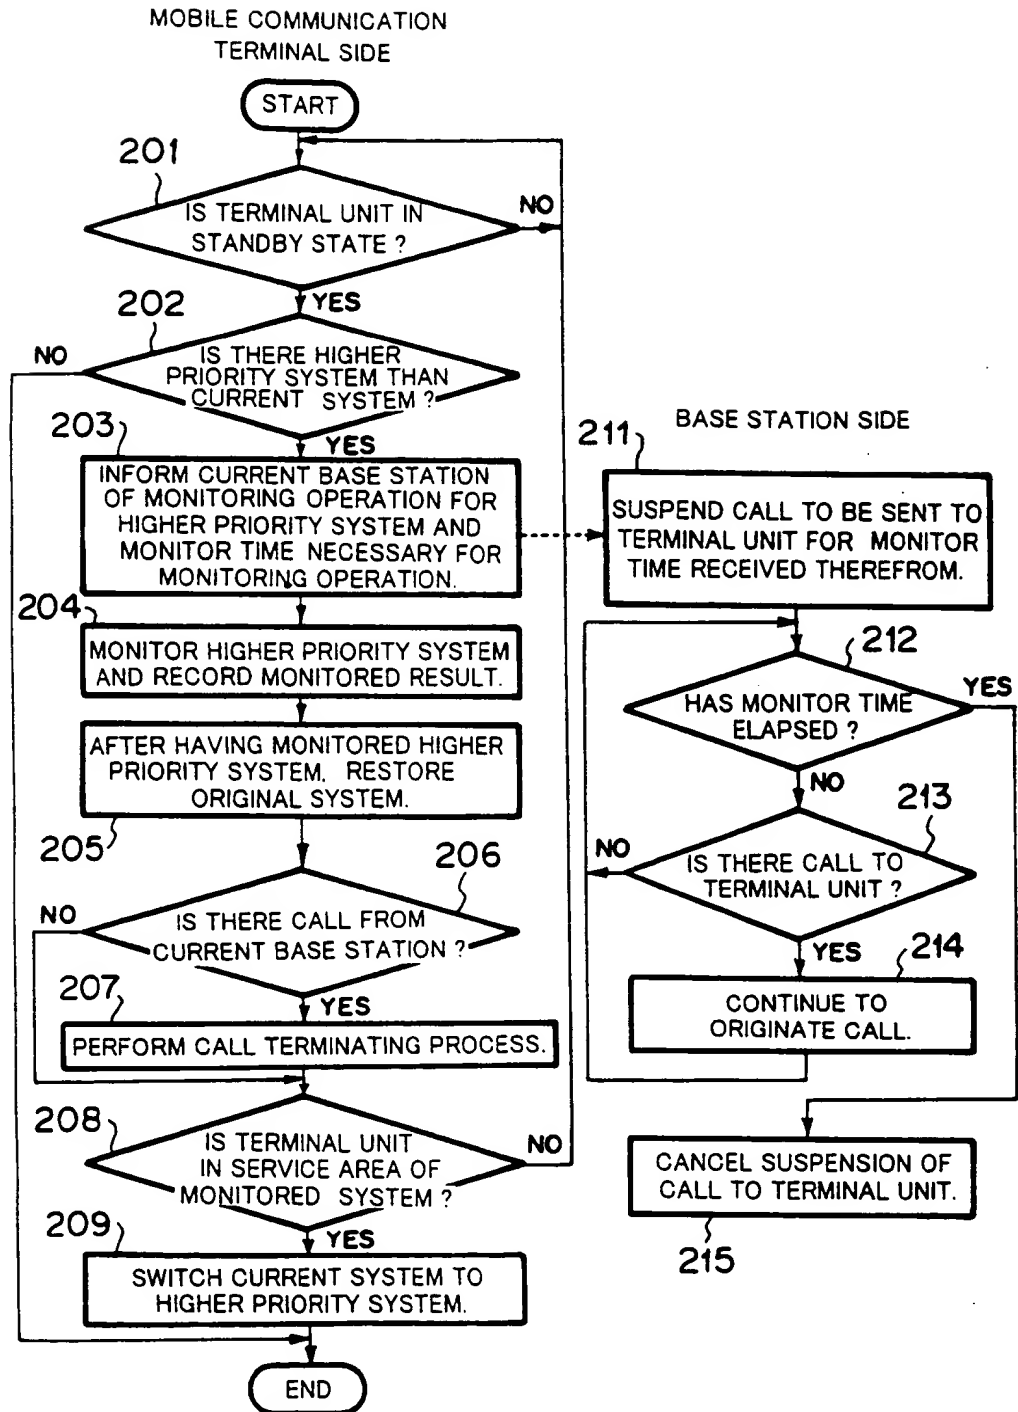 MOBILE COMMUNICATION
TERMINAL SIDE
START
201
IS TERMINAL UNIT IN
STANDBY STATE ?
NO
YES
202
NO
IS THERE HIGHER
PRIORITY SYSTEM THAN
CURRENT SYSTEM ?
YES
203
INFORM CURRENT BASE STATION
OF MONITORING OPERATION FOR
HIGHER PRIORITY SYSTEM AND
MONITOR TIME NECESSARY FOR
MONITORING OPERATION.
204
MONITOR HIGHER PRIORITY SYSTEM
AND RECORD MONITORED RESULT.
AFTER HAVING MONITORED HIGHER
PRIORITY SYSTEM. RESTORE
ORIGINAL SYSTEM.
205
206
NO
IS THERE CALL FROM
CURRENT BASE STATION ?
YES
207
PERFORM CALL TERMINATING PROCESS.
208
IS TERMINAL UNIT
IN SERVICE AREA OF
MONITORED SYSTEM ?
NO
YES
209
SWITCH CURRENT SYSTEM TO
HIGHER PRIORITY SYSTEM.
END
BASE STATION SIDE
211
SUSPEND CALL TO BE SENT TO
TERMINAL UNIT FOR MONITOR
TIME RECEIVED THEREFROM.
212
HAS MONITOR TIME
ELAPSED ?
YES
NO
213
NO
IS THERE CALL TO
TERMINAL UNIT ?
YES
214
CONTINUE TO
ORIGINATE CALL.
CANCEL SUSPENSION OF
CALL TO TERMINAL UNIT.
215